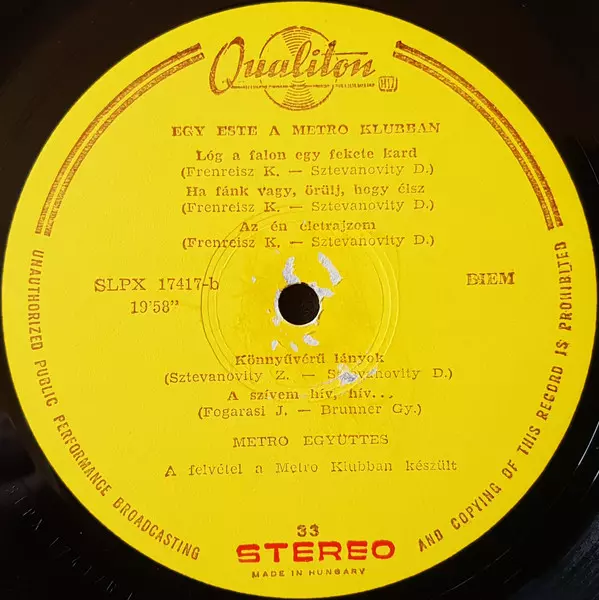 Qualiton
EGY ESTE A METRO KLUBBAN
Lóg a falon egy fekete kard
(Frenreisz K. — Sztevanovity D.)
Ha fánk vagy, örülj, hogy élsz
(Frenreisz K. — Sztevanovity D.)
Az én életrajzom
(Frenreisz K. — Sztevanovity D.)
SLPX 17417-b
19'58"
BIEM
Könnyűvérű lányok
(Sztevanovity Z. — Sztevanovity D.)
A szívem hív, hív...
(Fogarasi J. — Brunner Gy.)
METRO EGYÜTTES
A felvétel a Metro Klubban készült
33
STEREO
MADE IN HUNGARY
UNAUTHORIZED PUBLIC PERFORMANCE BROADCASTING AND COPYING OF THIS RECORD IS PROHIBITED